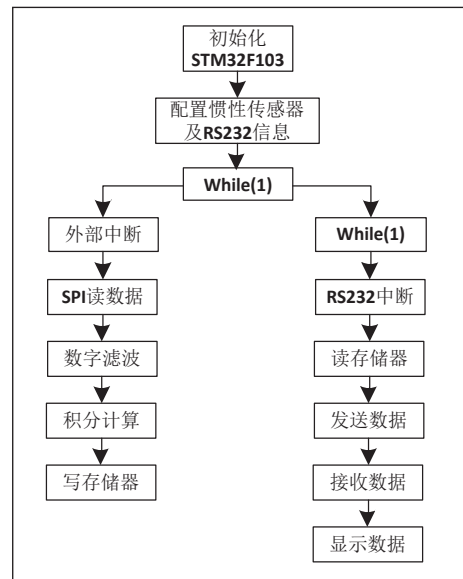 初始化
STM32F103
配置惯性传感器
及RS232信息
While(1)
外部中断
SPI读数据
数字滤波
积分计算
写存储器
While(1)
RS232中断
读存储器
发送数据
接收数据
显示数据